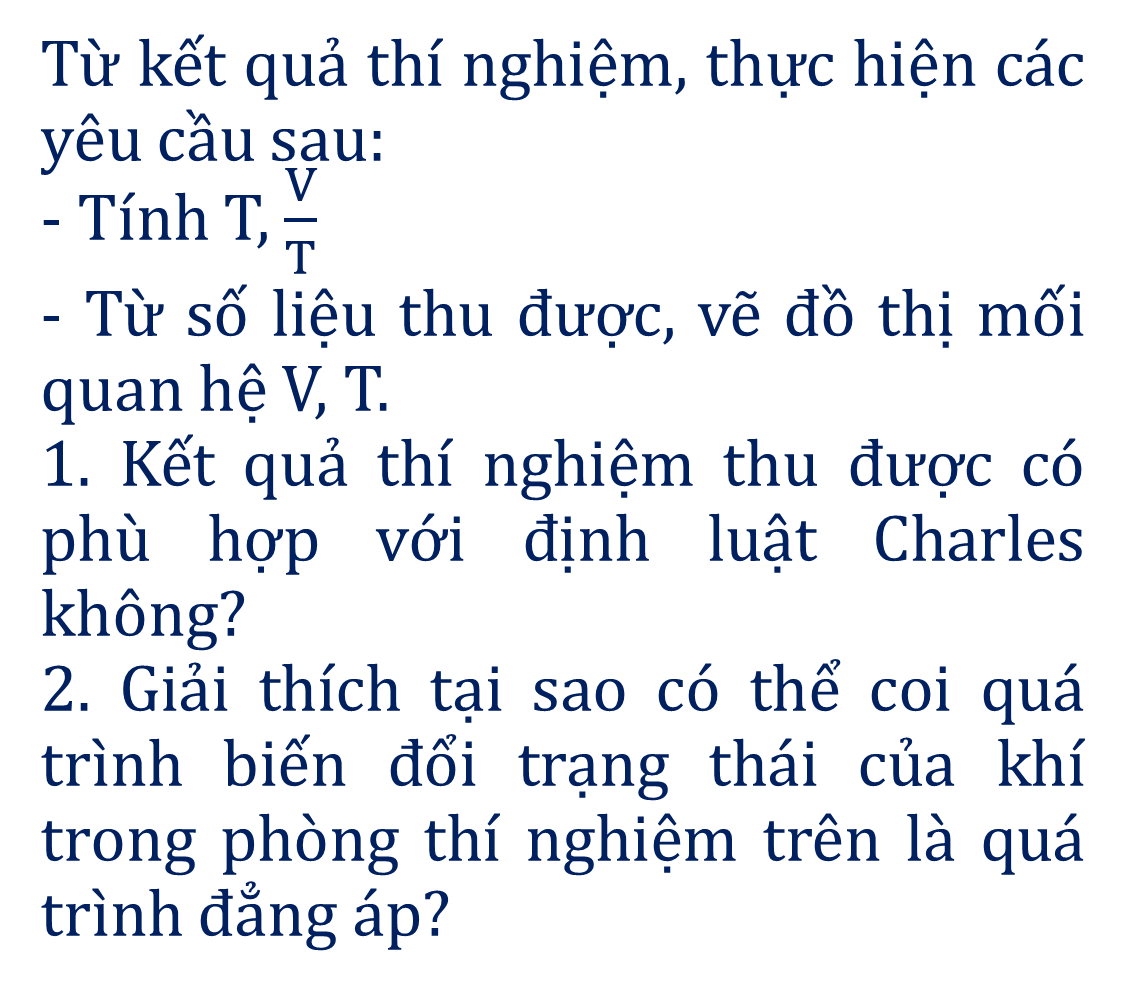 Từ kết quả thí nghiệm, thực hiện các
yêu cầu sau:
- Tính T, V/T
- Từ số liệu thu được, vẽ đồ thị mối
quan hệ V, T.
1. Kết quả thí nghiệm thu được có
phù hợp với định luật Charles
không?
2. Giải thích tại sao có thể coi quá
trình biến đổi trạng thái của khí
trong phòng thí nghiệm trên là quá
trình đẳng áp?